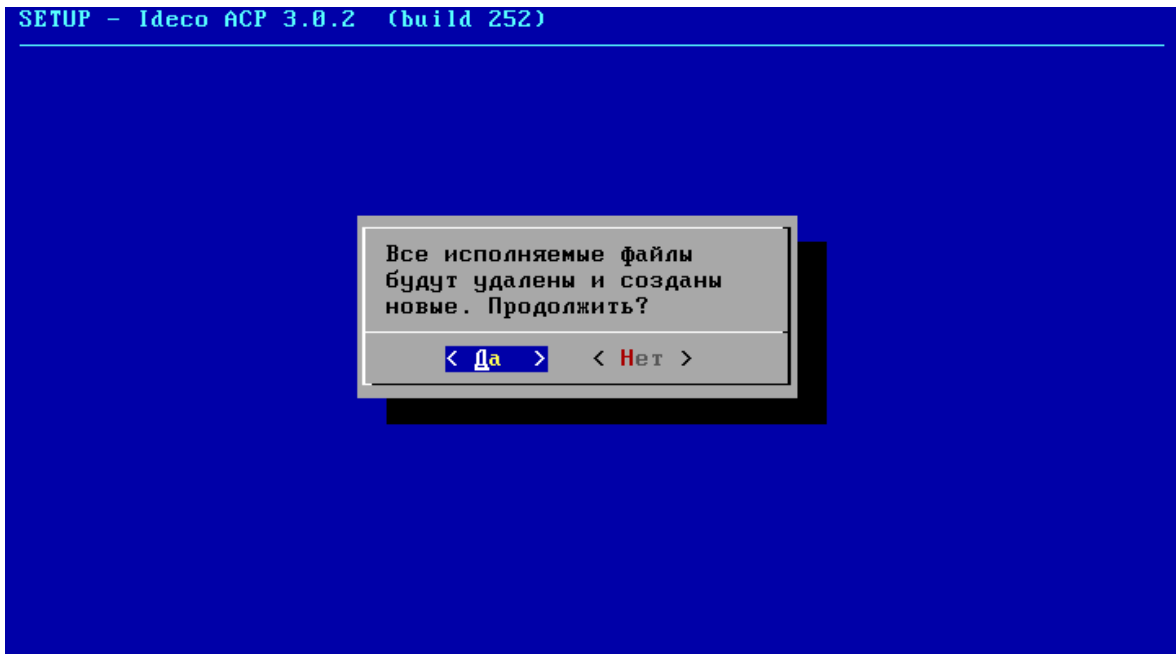 SETUP - Ideco ACP 3.0.2 (build 252)
Все исполняемые файлы
будут удалены и созданы
новые. Продолжить?
< Да > < Нет >